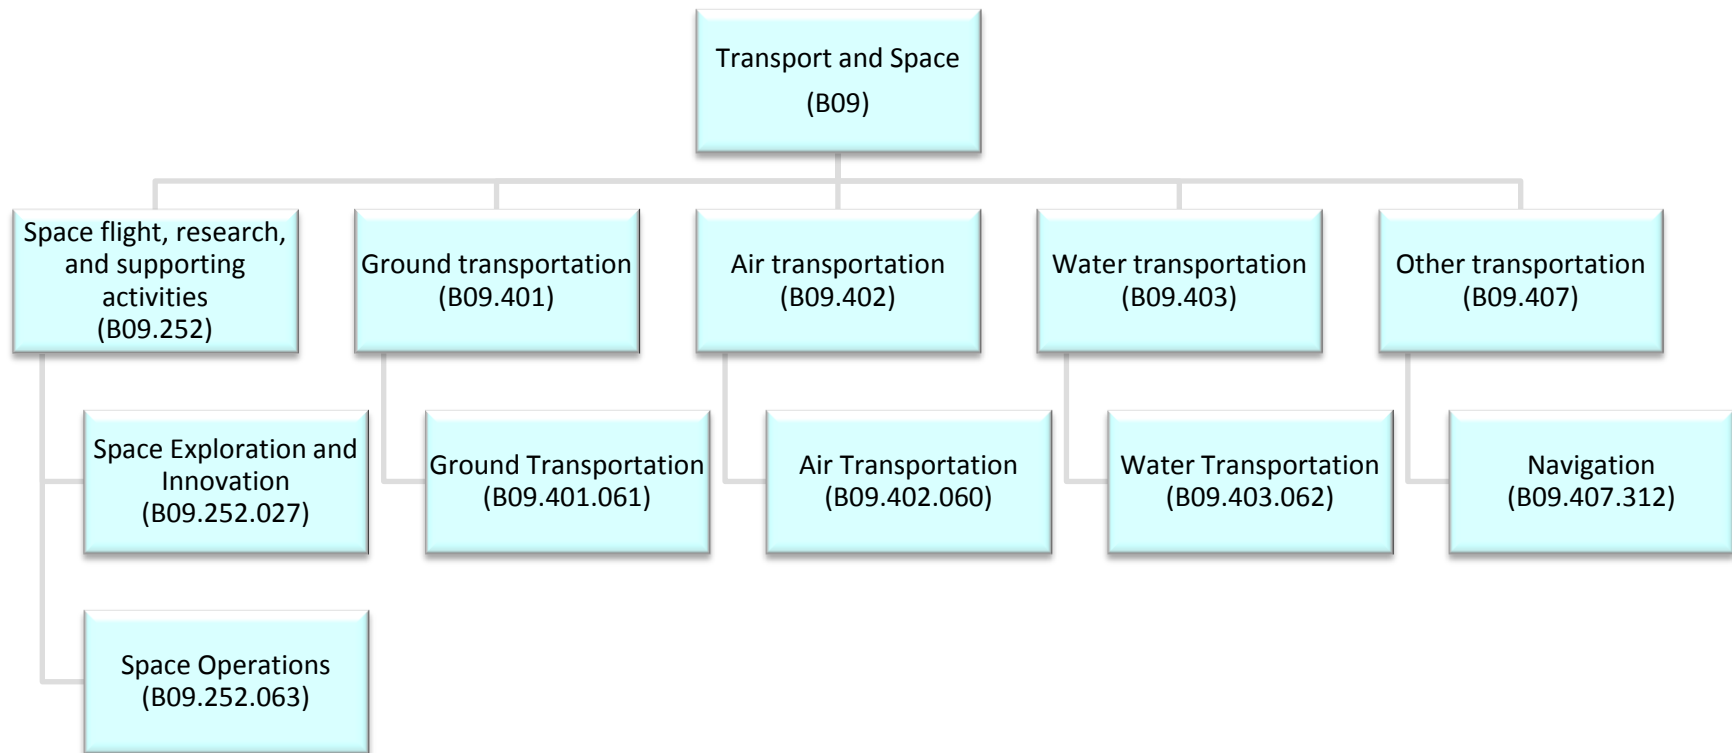 Transport and Space
(B09)
Space flight, research,
and supporting
activities
(B09.252)
Ground transportation
(B09.401)
Air transportation
(B09.402)
Water transportation
(B09.403)
Other transportation
(B09.407)
Space Exploration and
Innovation
(B09.252.027)
Ground Transportation
(B09.401.061)
Air Transportation
(B09.402.060)
Water Transportation
(B09.403.062)
Navigation
(B09.407.312)
Space Operations
(B09.252.063)